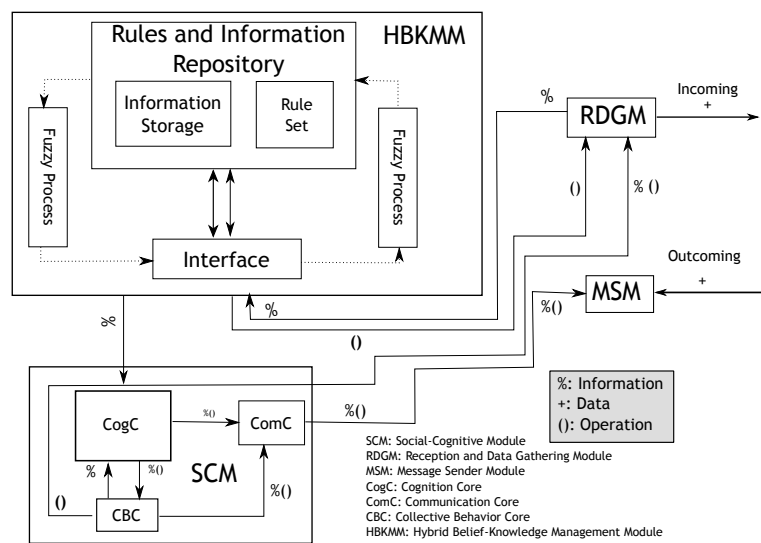 Rules and Information
Repository
HBKMM
Information
Storage
Rule
Set
Fuzzy Process
Fuzzy Process
Interface
%
RDGM
Incoming
+
()
% ()
Outcoming
+
MSM
%()
%
%
()
CogC
%()
ComC
%()
%
%()
SCM
%()
()
CBC
%: Information
+: Data
(): Operation
SCM: Social-Cognitive Module
RDGM: Reception and Data Gathering Module
MSM: Message Sender Module
CogC: Cognition Core
ComC: Communication Core
CBC: Collective Behavior Core
HBKMM: Hybrid Belief-Knowledge Management Module